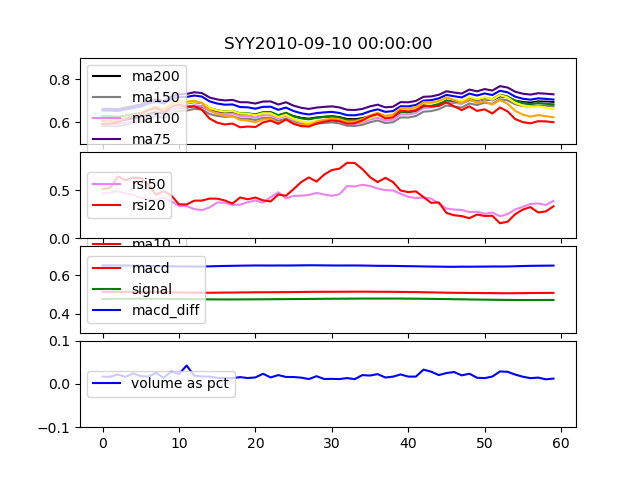 SYY2010-09-10 00:00:00
0.8
0.6
ma200
ma150
ma100
ma75
0.5
0.0
rsi50
rsi20
ma10
0.6
0.4
macd
signal
macd_diff
0.1
0.0
−0.1
volume as pct
0 10 20 30 40 50 60